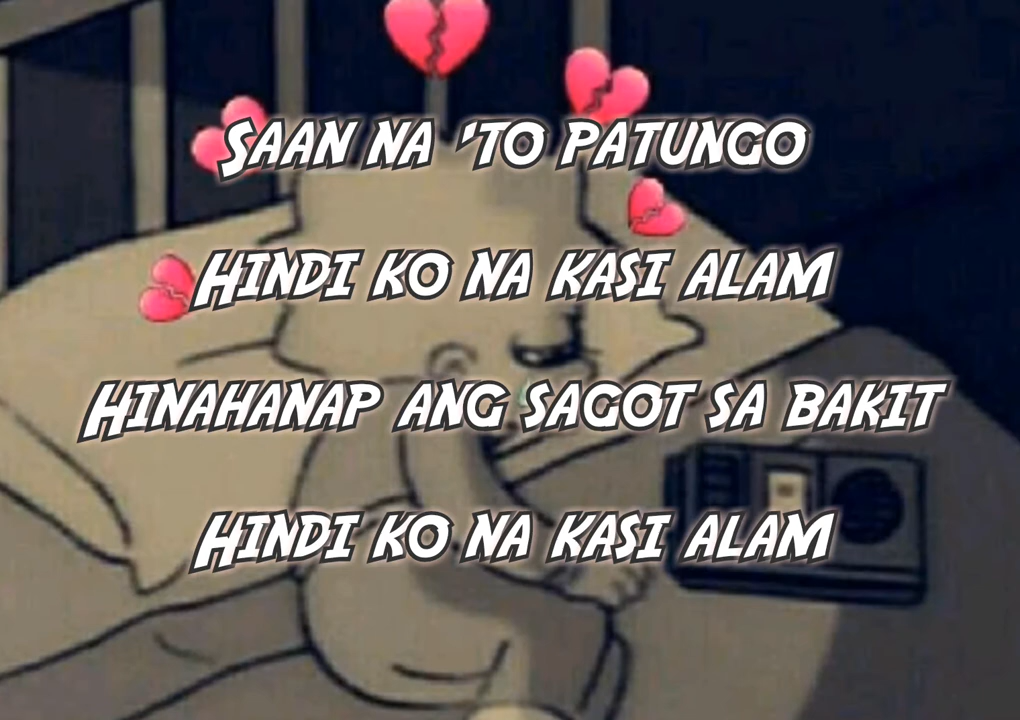 Saan na 'to patungo
Hindi ko na kasi alam
Hinahanap ang sagot sa bakit
Hindi ko na kasi alam